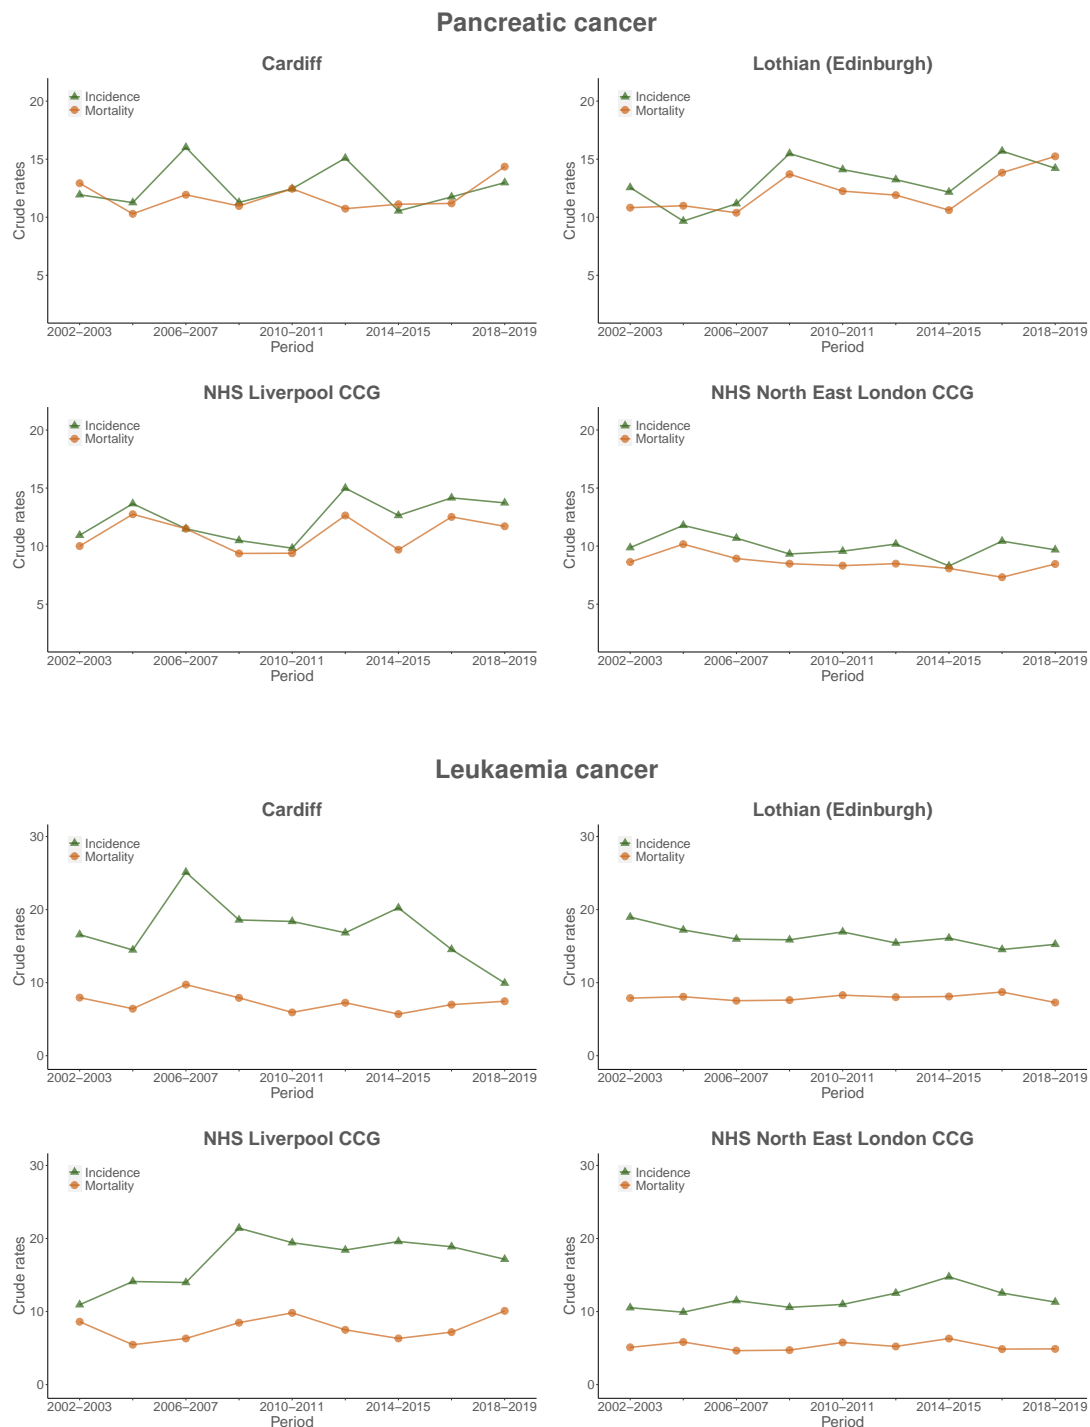 Pancreatic cancer
Cardiff
Incidence
Mortality
20
15
10
5
Crude rates
2002–2003
2006–2007
2010–2011
2014–2015
2018–2019
Period
Lothian (Edinburgh)
Incidence
Mortality
20
15
10
5
Crude rates
2002–2003
2006–2007
2010–2011
2014–2015
2018–2019
Period
NHS Liverpool CCG
Incidence
Mortality
20
15
10
5
Crude rates
2002–2003
2006–2007
2010–2011
2014–2015
2018–2019
Period
NHS North East London CCG
Incidence
Mortality
20
15
10
5
Crude rates
2002–2003
2006–2007
2010–2011
2014–2015
2018–2019
Period
Leukaemia cancer
Cardiff
Incidence
Mortality
30
20
10
0
Crude rates
2002–2003
2006–2007
2010–2011
2014–2015
2018–2019
Period
Lothian (Edinburgh)
Incidence
Mortality
30
20
10
0
Crude rates
2002–2003
2006–2007
2010–2011
2014–2015
2018–2019
Period
NHS Liverpool CCG
Incidence
Mortality
30
20
10
0
Crude rates
2002–2003
2006–2007
2010–2011
2014–2015
2018–2019
Period
NHS North East London CCG
Incidence
Mortality
30
20
10
0
Crude rates
2002–2003
2006–2007
2010–2011
2014–2015
2018–2019
Period